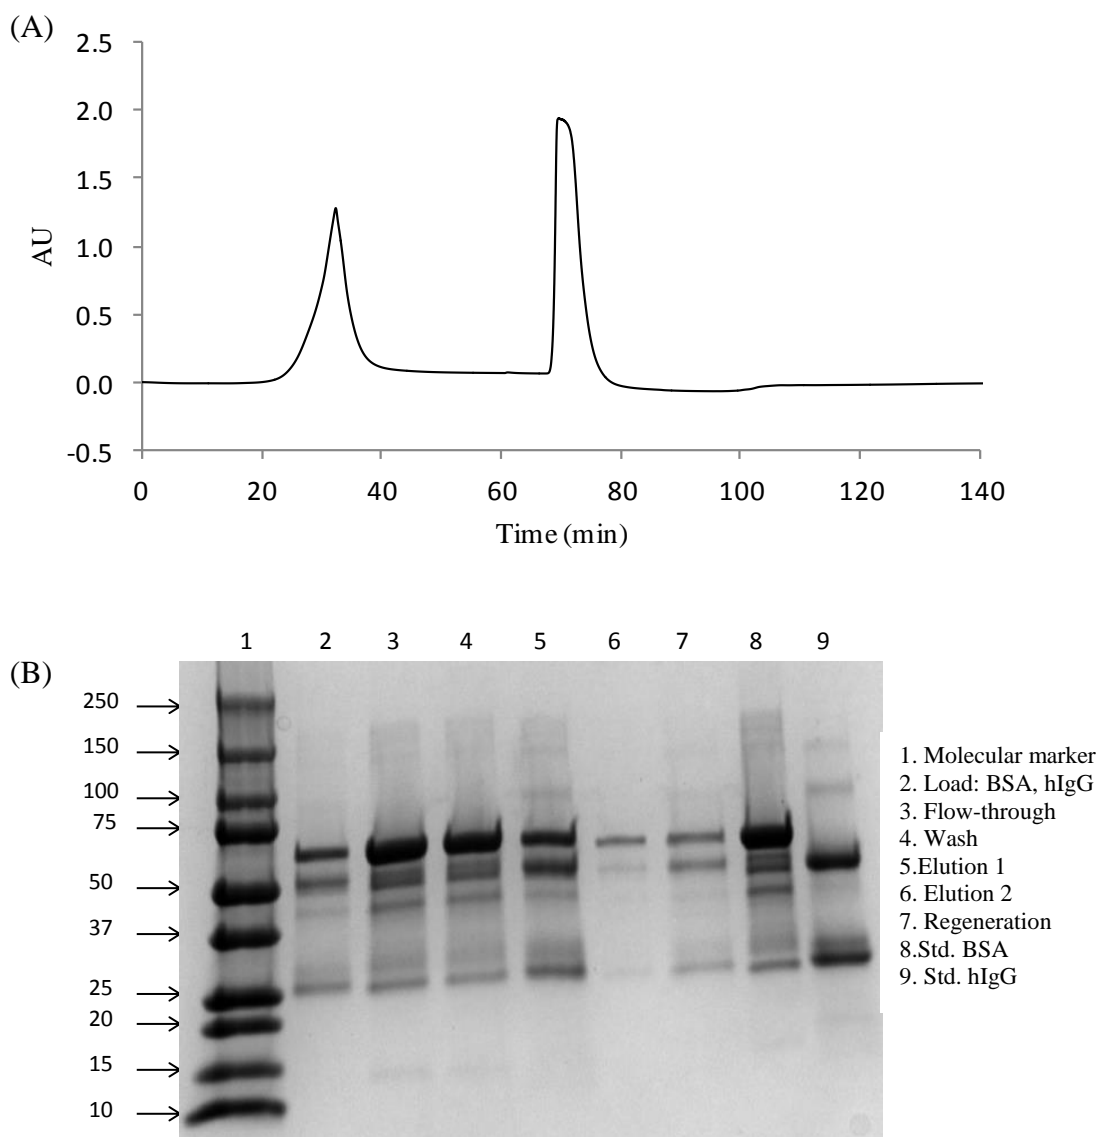 (A)
2.5
2.0
1.5
1.0
0.5
0.0
-0.5
AU
0 20 40 60 80 100 120 140
Time (min)
1 2 3 4 5 6 7 8 9
(B)
250
150
100
75
50
37
25
20
15
10
1. Molecular marker
2. Load: BSA, hIgG
3. Flow-through
4. Wash
5.Elution 1
6. Elution 2
7. Regeneration
8.Std. BSA
9. Std. hIgG